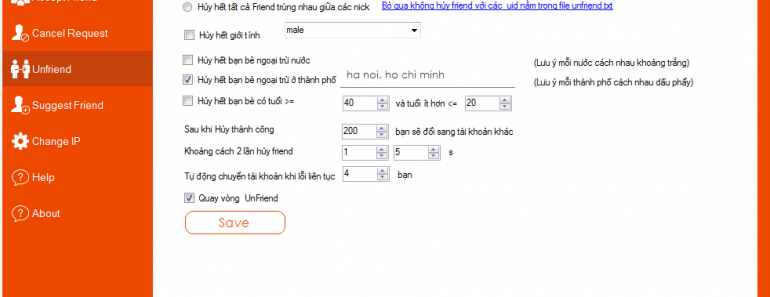 Hủy hết tất cả Friend trùng nhau giữa các nick
Bỏ qua không hủy friend với các uid nằm trong file unfriend.txt
Cancel Request
Hủy hết giới tính
male
Unfriend
Hủy hết bạn bè ngoại trừ nước
(Lưu ý mỗi nước cách nhau khoảng trắng)
Hủy hết bạn bè ngoại trừ ở thành phố
ha noi, ho chi minh
(Lưu ý mỗi thành phố cách nhau dấu phẩy)
Suggest Friend
Hủy hết bạn bè có tuổi >=
40
và tuổi ít hơn <=
20
Sau khi Hủy thành công
200
bạn sẽ đổi sang tài khoản khác
Change IP
Khoảng cách 2 lần hủy friend
1
5
s
Help
Tự động chuyển tài khoản khi lỗi liên tục
4
bạn
Quay vòng UnFriend
About
Save